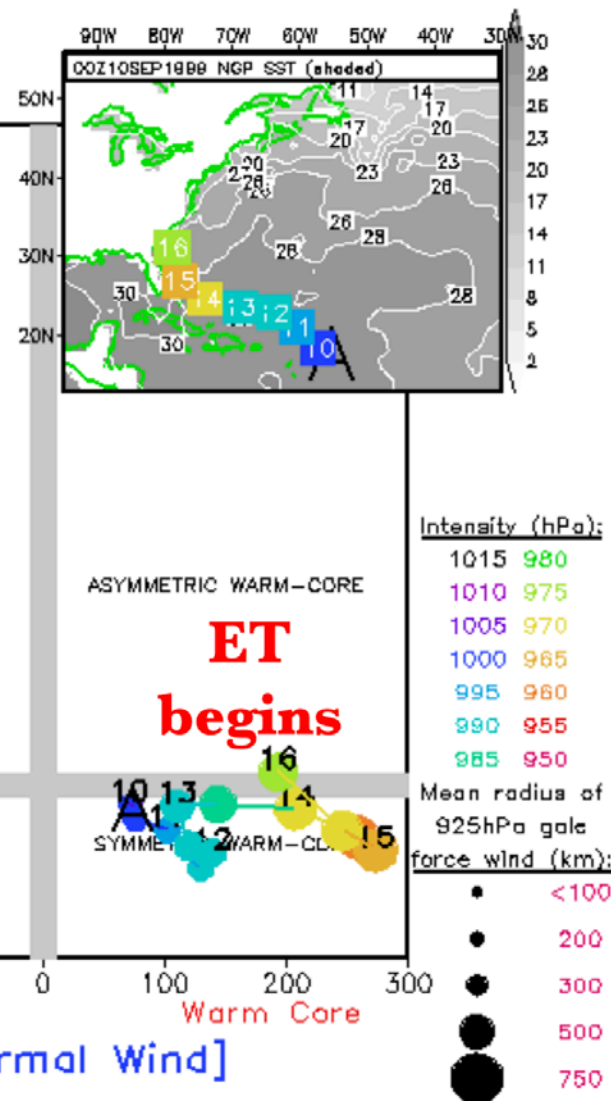 90W 80W 70W 60W 50W 40W 30W
00Z10SEP1999 NGP SST (shaded)
50N
40N
30N
20N
11 14
17
17 20
20
20 23
23
26
26
26
28
28
28
30
30
16
15
14
13
12
11
10
A
30
28
26
23
20
17
14
11
8
5
2
ASYMMETRIC WARM-CORE
ET
begins
16
10 13 14
A
12 15
0 100 200 300
Warm Core
rmal Wind]
Intensity (hPa):
1015 980
1010 975
1005 970
1000 965
995 960
990 955
985 950
Mean radius of
925hPa gale
force wind (km):
<100
200
300
500
750